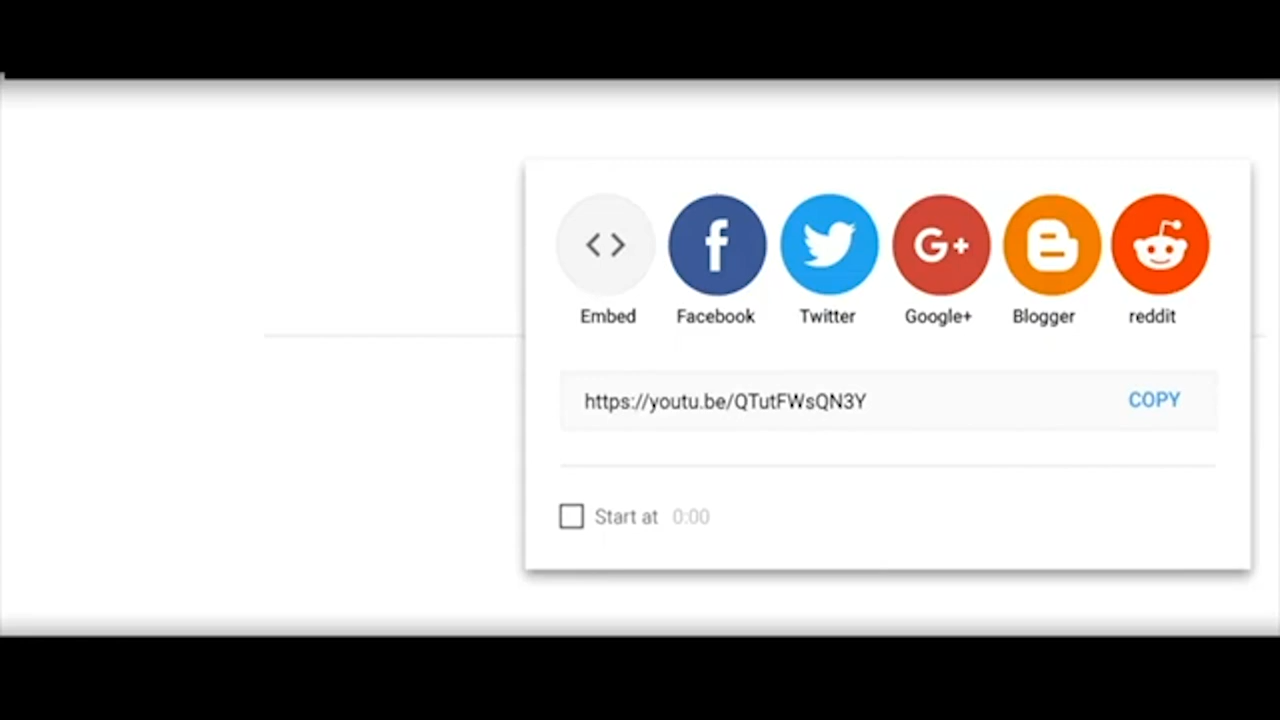 Embed Facebook Twitter Google+ Blogger reddit
https://youtu.be/QTutFWsQN3Y COPY
Start at 0:00